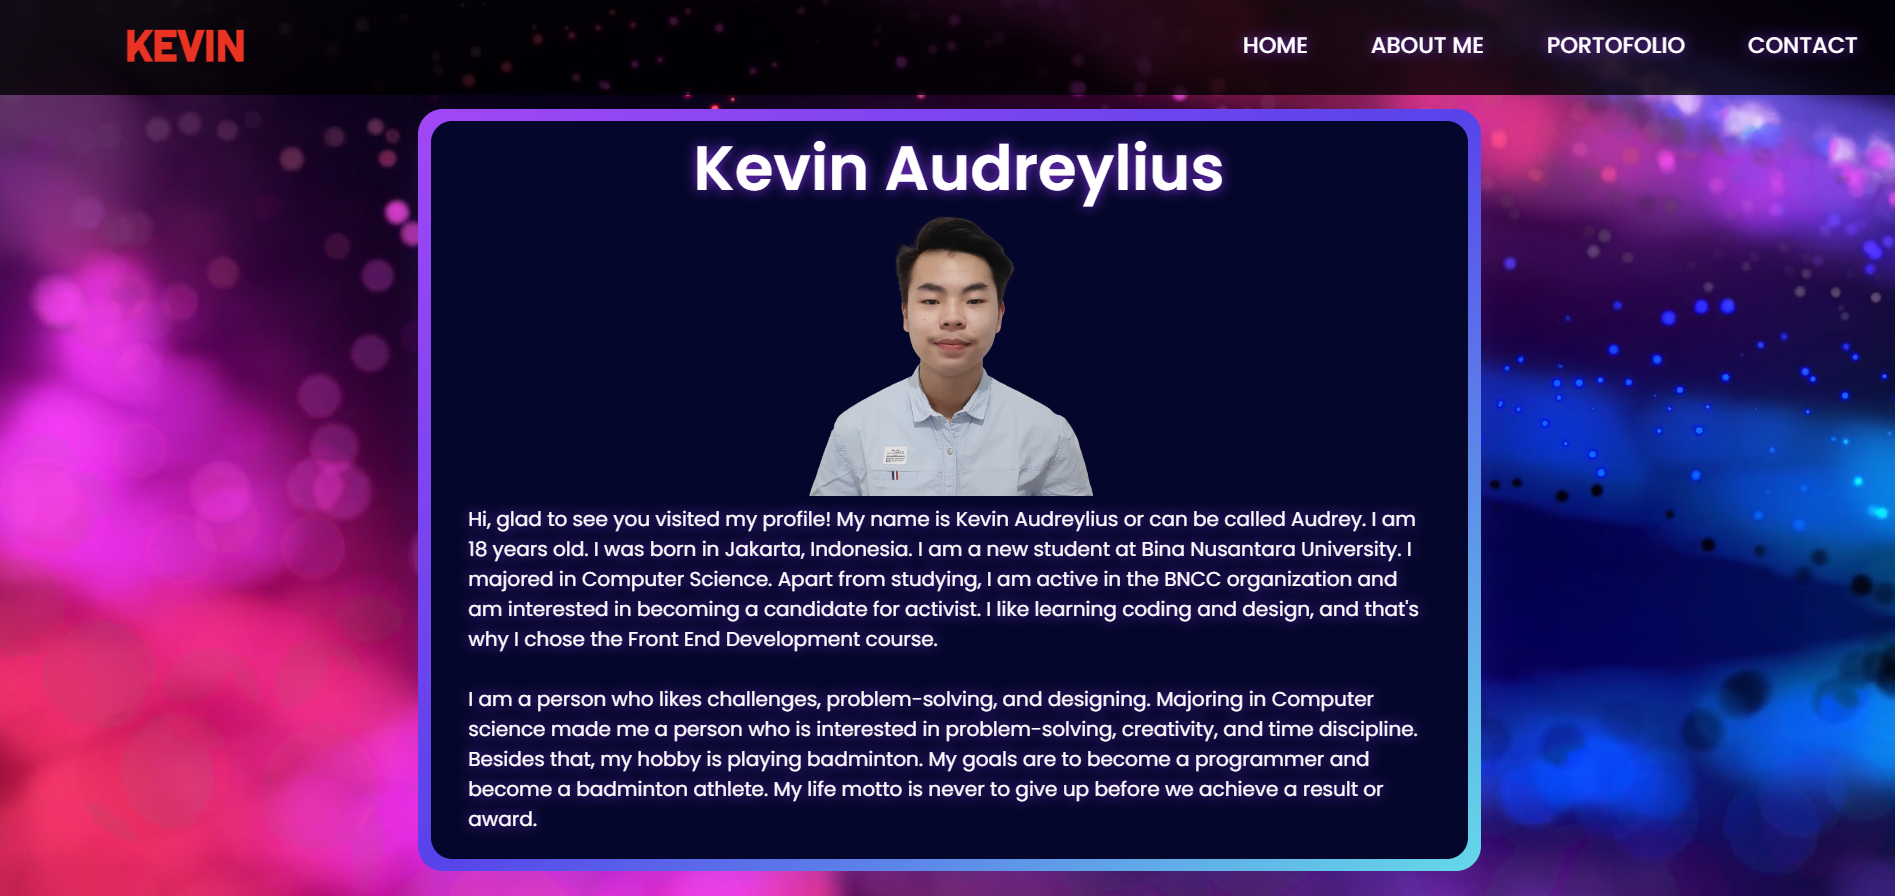 KEVIN
HOME ABOUT ME PORTOFOLIO CONTACT
Kevin Audreylius
Hi, glad to see you visited my profile! My name is Kevin Audreylius or can be called Audrey. I am
18 years old. I was born in Jakarta, Indonesia. I am a new student at Bina Nusantara University. I
majored in Computer Science. Apart from studying, I am active in the BNCC organization and
am interested in becoming a candidate for activist. I like learning coding and design, and that's
why I chose the Front End Development course.
I am a person who likes challenges, problem-solving, and designing. Majoring in Computer
science made me a person who is interested in problem-solving, creativity, and time discipline.
Besides that, my hobby is playing badminton. My goals are to become a programmer and
become a badminton athlete. My life motto is never to give up before we achieve a result or
award.